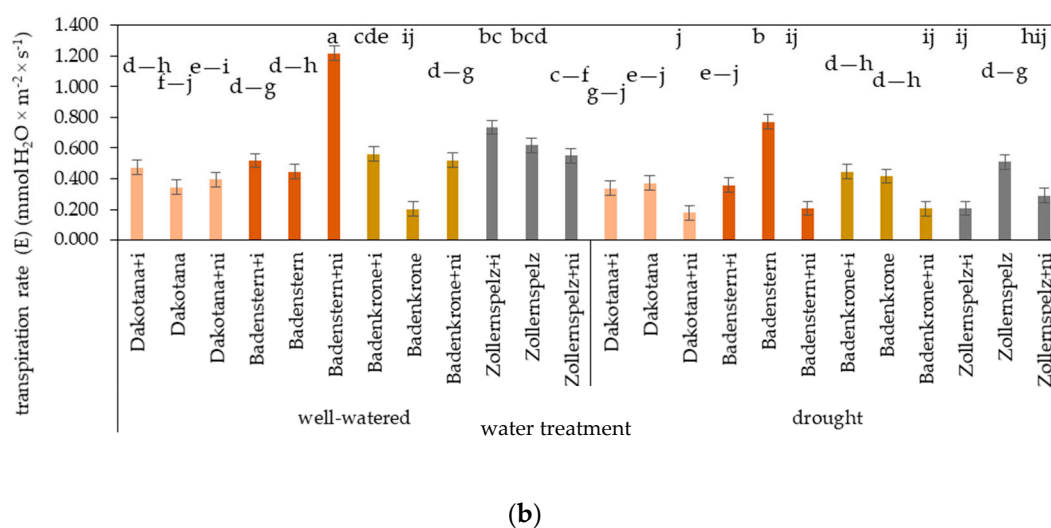 transpiration rate (E) (mmol H₂O × m⁻² × s⁻¹)
1.400
1.200
1.000
0.800
0.600
0.400
0.200
0.000
d–h
f–j
e–i
d–g
d–h
a
cde
ij
d–g
bc
bcd
c–f
g–j
e–j
j
e–j
b
ij
d–h
d–h
ij
ij
d–g
hij
Dakotana+i
Dakotana
Dakotana+ni
Badenstern+i
Badenstern
Badenstern+ni
Badenkrone+i
Badenkrone
Badenkrone+ni
Zollernspelz+i
Zollernspelz
Zollernspelz+ni
Dakotana+i
Dakotana
Dakotana+ni
Badenstern+i
Badenstern
Badenstern+ni
Badenkrone+i
Badenkrone
Badenkrone+ni
Zollernspelz+i
Zollernspelz
Zollernspelz+ni
well-watered
drought
water treatment
(b)